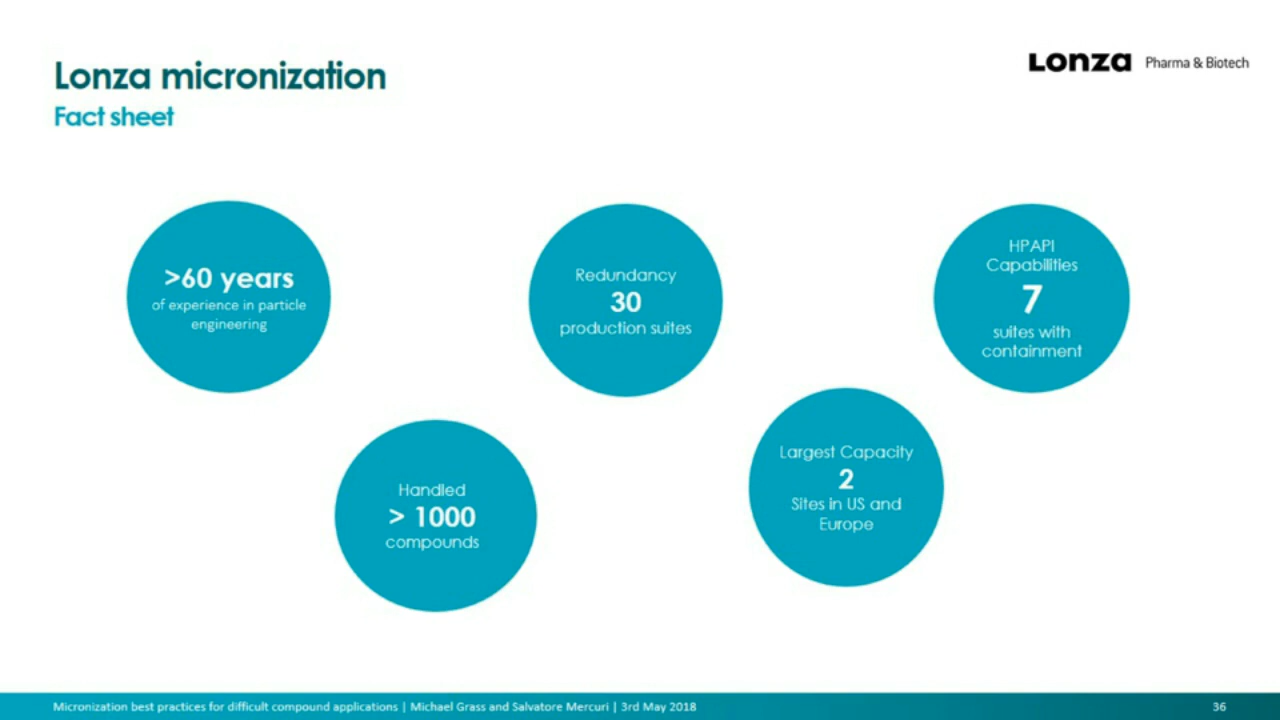 Lonza micronization
Fact sheet
Lonza Pharma & Biotech
>60 years
of experience in particle
engineering
Handled
> 1000
compounds
Redundancy
30
production suites
Largest Capacity
2
Sites in US and
Europe
HPAPI
Capabilities
7
suites with
containment
Micronization best practices for difficult compound applications | Michael Grass and Salvatore Mercuri | 3rd May 2018
36